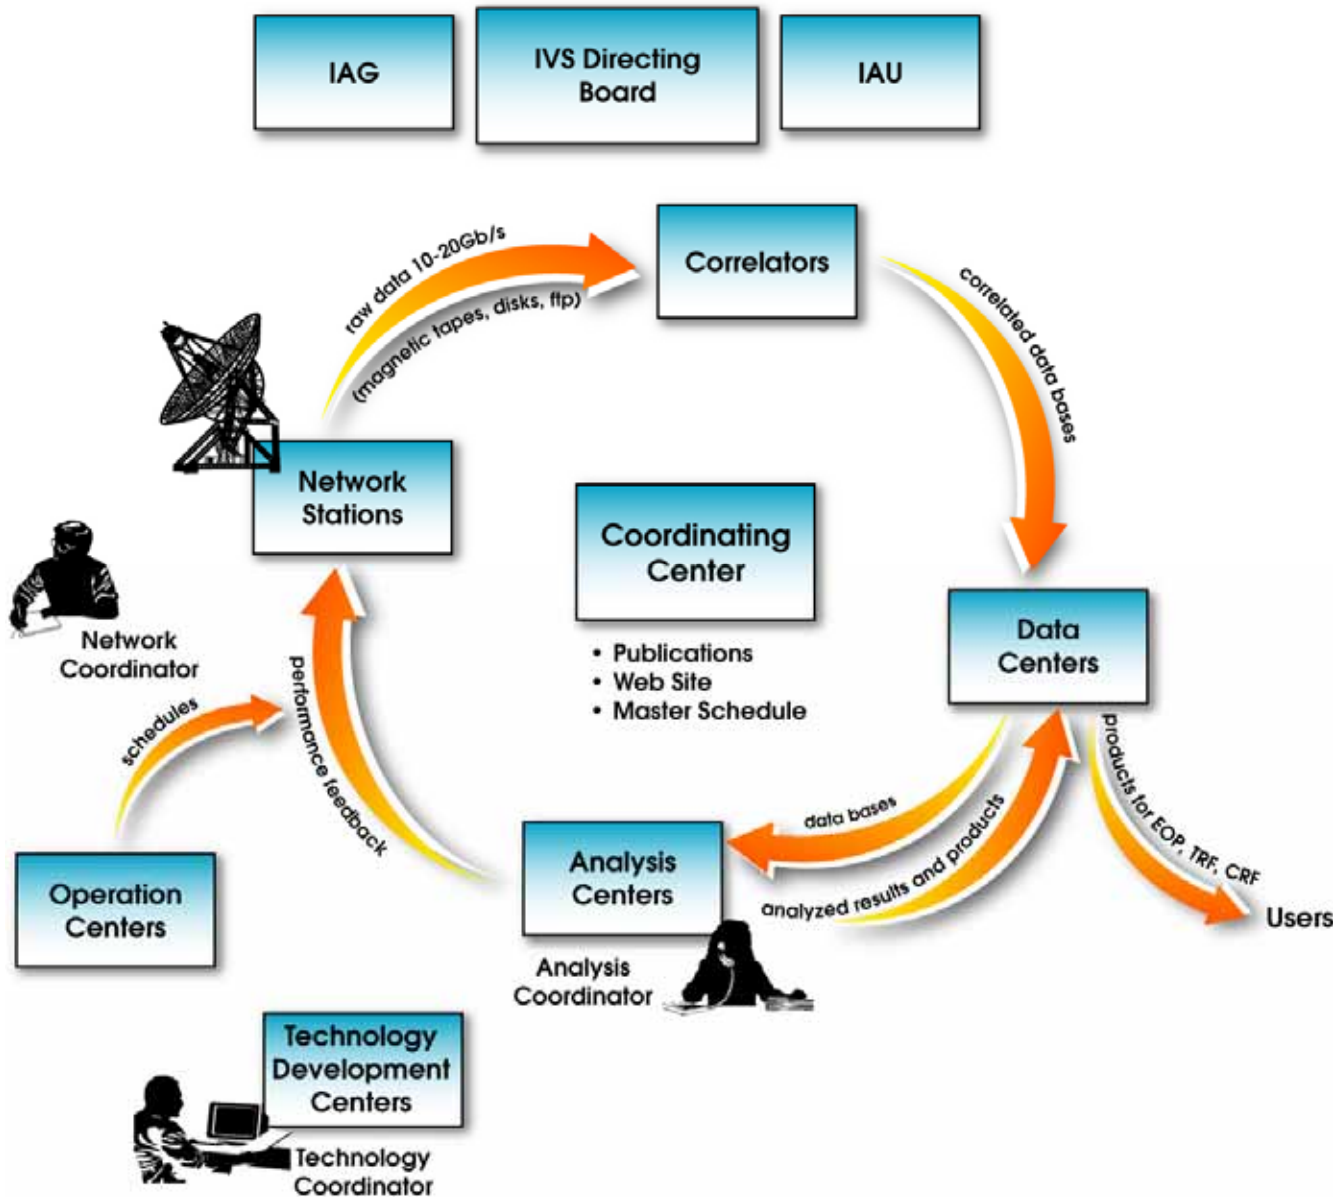 IAG
IVS Directing
Board
IAU
raw data 10-20Gb/s
(magnetic tapes, disks, ftp)
Correlators
correlated data bases
Network
Stations
Coordinating
Center
• Publications
• Web Site
• Master Schedule
Network
Coordinator
Data
Centers
schedules
performance feedback
data bases
analyzed results and products
products for EOP, TRF, CRF
Users
Operation
Centers
Analysis
Centers
Analysis
Coordinator
Technology
Development
Centers
Technology
Coordinator